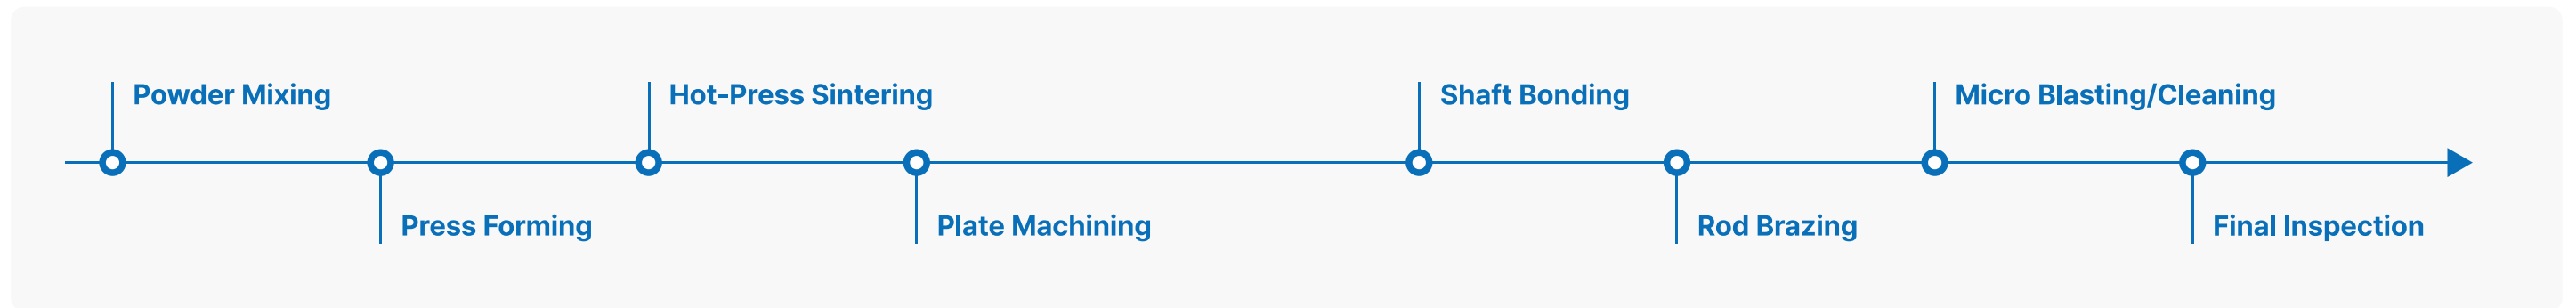 Powder Mixing
Press Forming
Hot-Press Sintering
Plate Machining
Shaft Bonding
Rod Brazing
Micro Blasting/Cleaning
Final Inspection